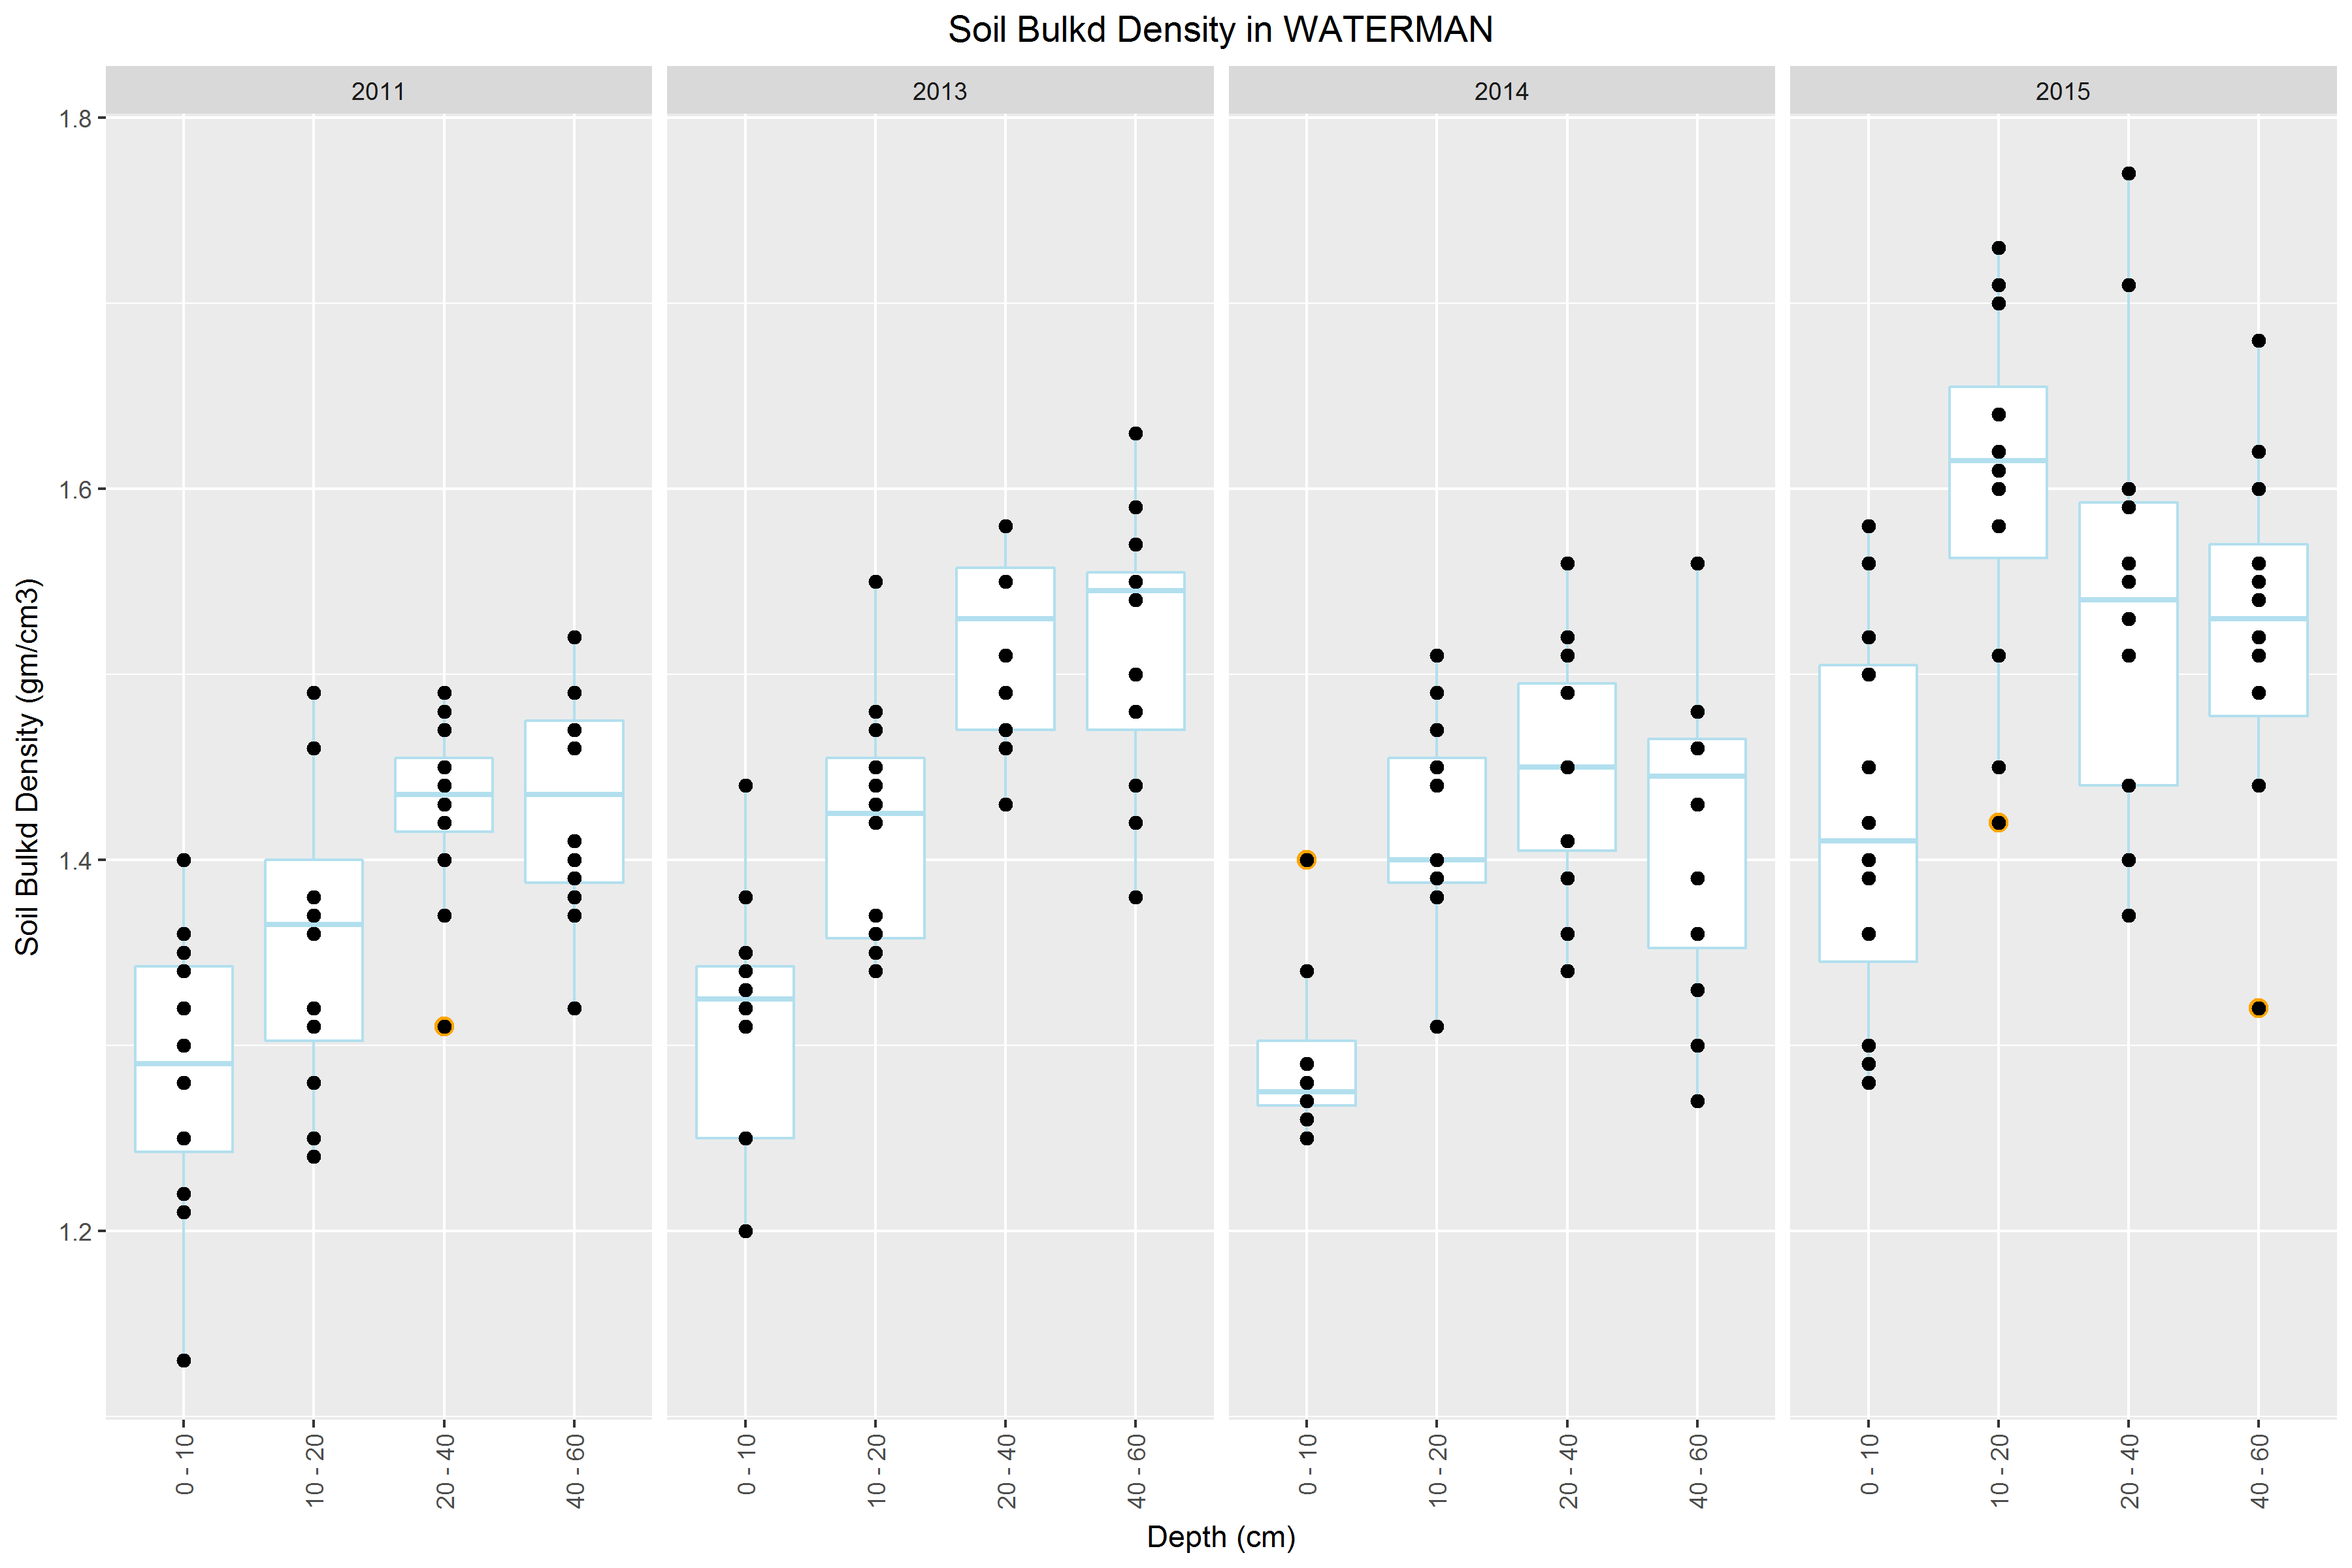 Soil Bulkd Density in WATERMAN
2011 2013 2014 2015
Soil Bulkd Density (gm/cm3)
1.8
1.6
1.4
1.2
0 - 10 10 - 20 20 - 40 40 - 60 0 - 10 10 - 20 20 - 40 40 - 60 0 - 10 10 - 20 20 - 40 40 - 60 0 - 10 10 - 20 20 - 40 40 - 60
Depth (cm)